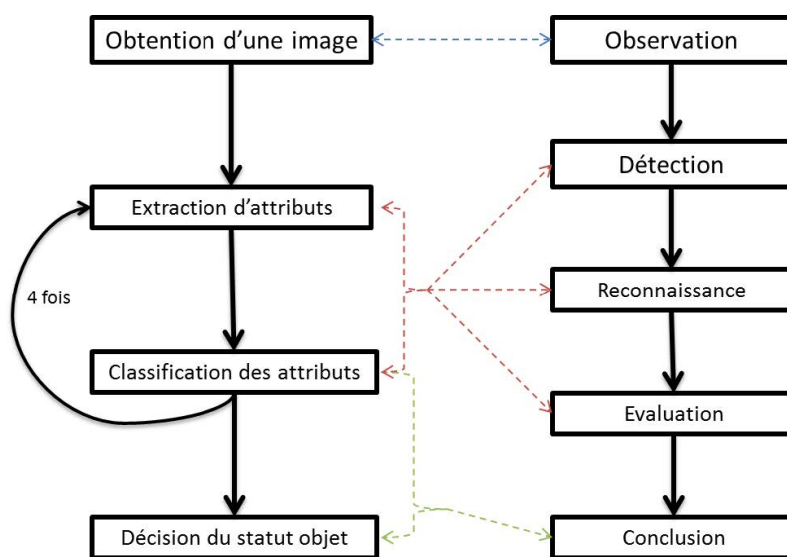 Obtention d'une image
Observation
Détection
Extraction d'attributs
Reconnaissance
4 fois
Classification des attributs
Evaluation
Décision du statut objet
Conclusion